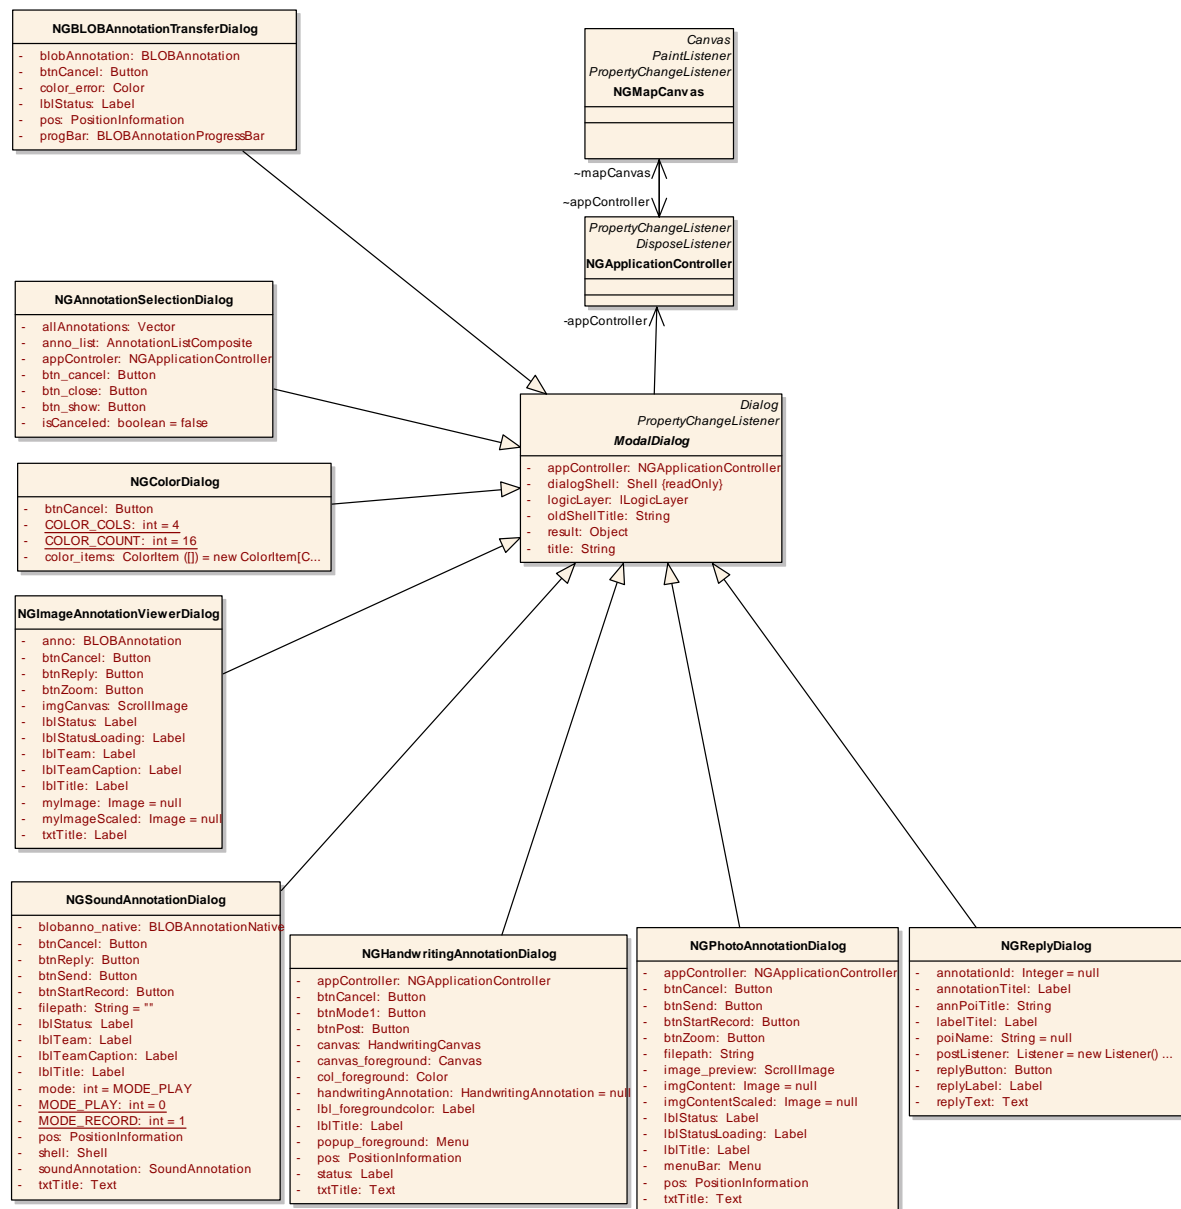 NGBLOBAnnotationTransferDialog
- blobAnnotation: BLOBAnnotation
- btnCancel: Button
- color_error: Color
- lblStatus: Label
- pos: PositionInformation
- progBar: BLOBAnnotationProgressBar
Canvas
PaintListener
PropertyChangeListener
NGMapCanvas
~mapCanvas
~appController
PropertyChangeListener
DisposeListener
NGApplicationController
-appController
NGAnnotationSelectionDialog
- allAnnotations: Vector
- anno_list: AnnotationListComposite
- appControler: NGApplicationController
- btn_cancel: Button
- btn_close: Button
- btn_show: Button
- isCanceled: boolean = false
Dialog
PropertyChangeListener
ModalDialog
- appController: NGApplicationController
- dialogShell: Shell {readOnly}
- logicLayer: ILogicLayer
- oldShellTitle: String
- result: Object
- title: String
NGColorDialog
- btnCancel: Button
- COLOR_COLS: int = 4
- COLOR_COUNT: int = 16
- color_items: ColorItem ([]) = new ColorItem[C...
NGImageAnnotationViewerDialog
- anno: BLOBAnnotation
- btnCancel: Button
- btnReply: Button
- btnZoom: Button
- imgCanvas: ScrollImage
- lblStatus: Label
- lblStatusLoading: Label
- lblTeam: Label
- lblTeamCaption: Label
- lblTitle: Label
- myImage: Image = null
- myImageScaled: Image = null
- txtTitle: Label
NGSoundAnnotationDialog
- blobanno_native: BLOBAnnotationNative
- btnCancel: Button
- btnReply: Button
- btnSend: Button
- btnStartRecord: Button
- filepath: String = ""
- lblStatus: Label
- lblTeam: Label
- lblTeamCaption: Label
- lblTitle: Label
- mode: int = MODE_PLAY
- MODE_PLAY: int = 0
- MODE_RECORD: int = 1
- pos: PositionInformation
- shell: Shell
- soundAnnotation: SoundAnnotation
- txtTitle: Text
NGHandwritingAnnotationDialog
- appController: NGApplicationController
- btnCancel: Button
- btnMode1: Button
- btnPost: Button
- canvas: HandwritingCanvas
- canvas_foreground: Canvas
- col_foreground: Color
- handwritingAnnotation: HandwritingAnnotation = null
- lbl_foregroundcolor: Label
- lblTitle: Label
- popup_foreground: Menu
- pos: PositionInformation
- status: Label
- txtTitle: Text
NGPhotoAnnotationDialog
- appController: NGApplicationController
- btnCancel: Button
- btnSend: Button
- btnStartRecord: Button
- btnZoom: Button
- filepath: String
- image_preview: ScrollImage
- imgContent: Image = null
- imgContentScaled: Image = null
- lblStatus: Label
- lblStatusLoading: Label
- lblTitle: Label
- menuBar: Menu
- pos: PositionInformation
- txtTitle: Text
NGReplyDialog
- annotationId: Integer = null
- annotationTitel: Label
- annPoiTitle: String
- labelTitel: Label
- poiName: String = null
- postListener: Listener = new Listener() ...
- replyButton: Button
- replyLabel: Label
- replyText: Text